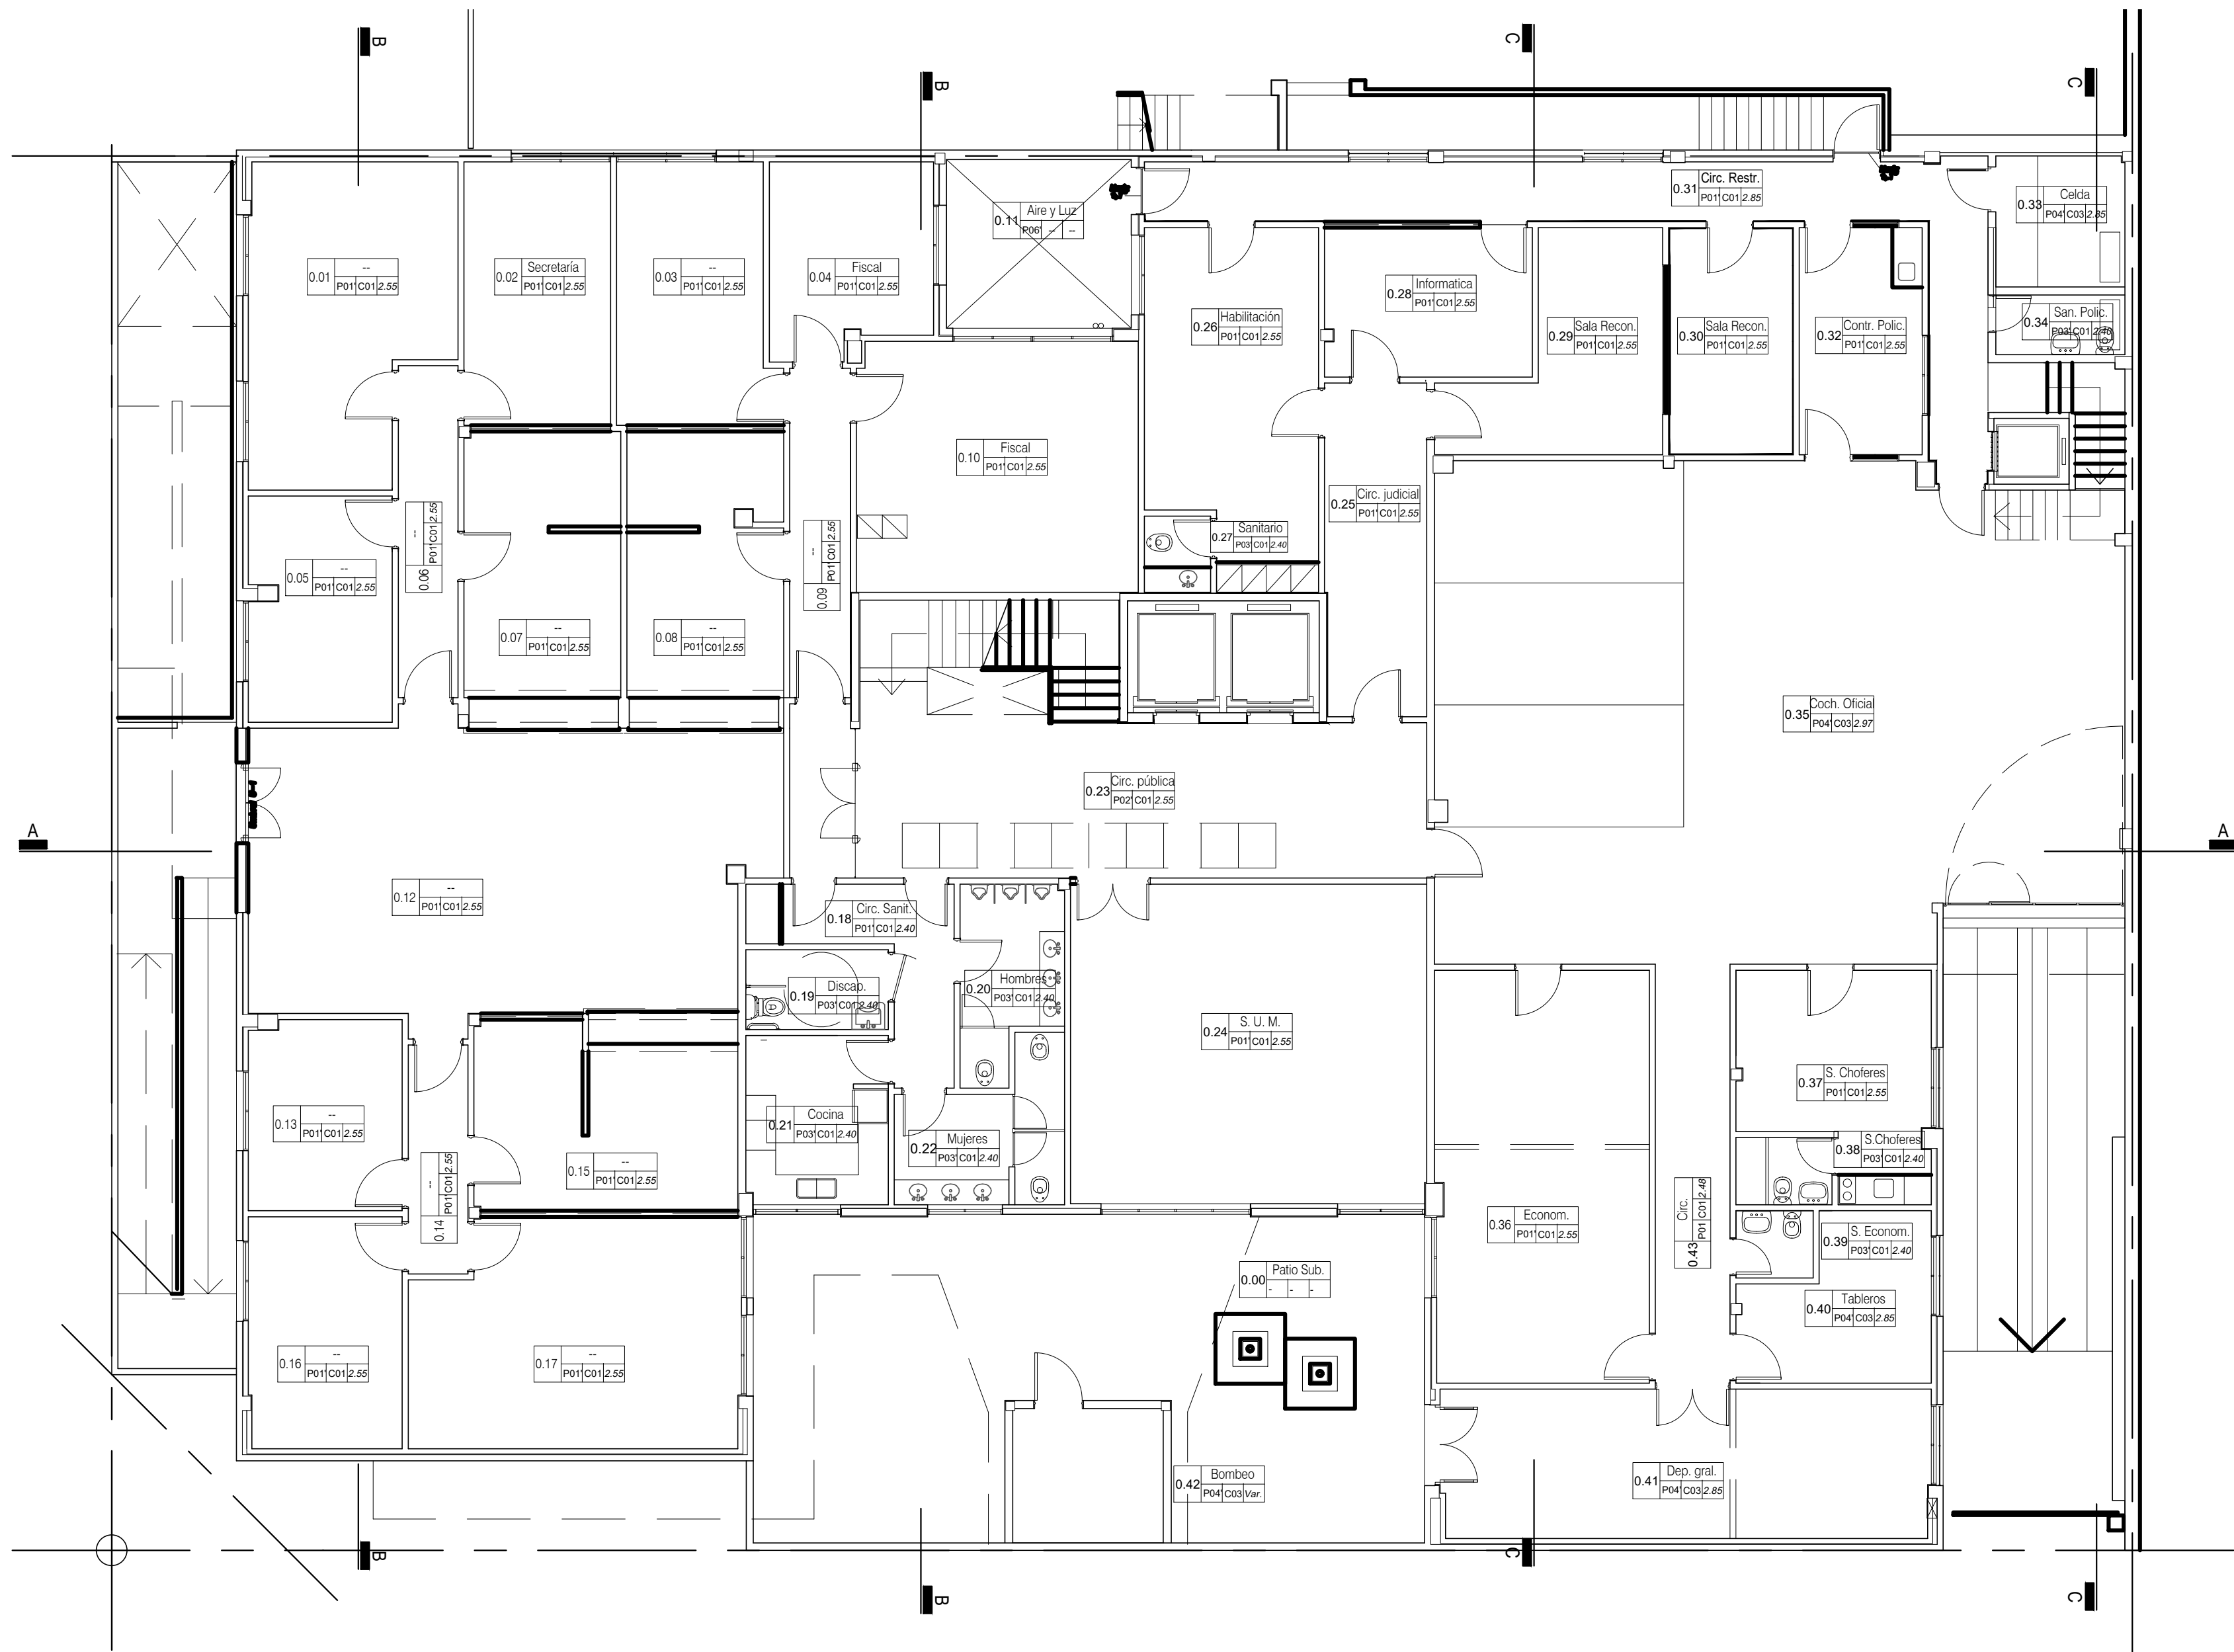 B
B
C
C
0.31 Circ. Restr.
P01' C01 2.85
0.33 Celda
P04' C03 2.85
0.11 Aire y Luz
P06' -- --
0.01 --
P01' C01 2.55
0.02 Secretaría
P01' C01 2.55
0.03 --
P01' C01 2.55
0.04 Fiscal
P01' C01 2.55
0.28 Informatica
P01' C01 2.55
0.26 Habilitación
P01' C01 2.55
0.29 Sala Recon.
P01' C01 2.55
0.30 Sala Recon.
P01' C01 2.55
0.32 Contr. Polic.
P01' C01 2.55
0.34 San. Polic.
P03' C01 2.40
0.10 Fiscal
P01' C01 2.55
0.25 Circ. judicial
P01' C01 2.55
0.27 Sanitario
P03' C01 2.40
0.05 --
P01' C01 2.55
0.06 --
P01' C01 2.55
0.07 --
P01' C01 2.55
0.08 --
P01' C01 2.55
0.09 --
P01' C01 2.55
0.35 Coch. Oficial
P04' C03 2.97
0.23 Circ. pública
P02' C01 2.55
A
A
0.12 --
P01' C01 2.55
0.18 Circ. Sanit.
P01' C01 2.40
0.19 Discap.
P03' C01 2.40
D
0.20 Hombres
P03' C01 2.40
0.24 S. U. M.
P01' C01 2.55
0.37 S. Choferes
P01' C01 2.55
0.13 --
P01' C01 2.55
0.21 Cocina
P03' C01 2.40
0.22 Mujeres
P03' C01 2.40
0.38 S.Choferes
P03' C01 2.40
0.14 --
P01' C01 2.55
0.15 --
P01' C01 2.55
0.36 Econom.
P01' C01 2.55
0.43 Circ.
P01 C01 2.48
0.39 S. Econom.
P03' C01 2.40
0.00 Patio Sub.
- - -
0.40 Tableros
P04' C03 2.85
0.16 --
P01' C01 2.55
0.17 --
P01' C01 2.55
0.42 Bombeo
P04' C03 Var.
0.41 Dep. gral.
P04' C03 2.85
B
B
C
C